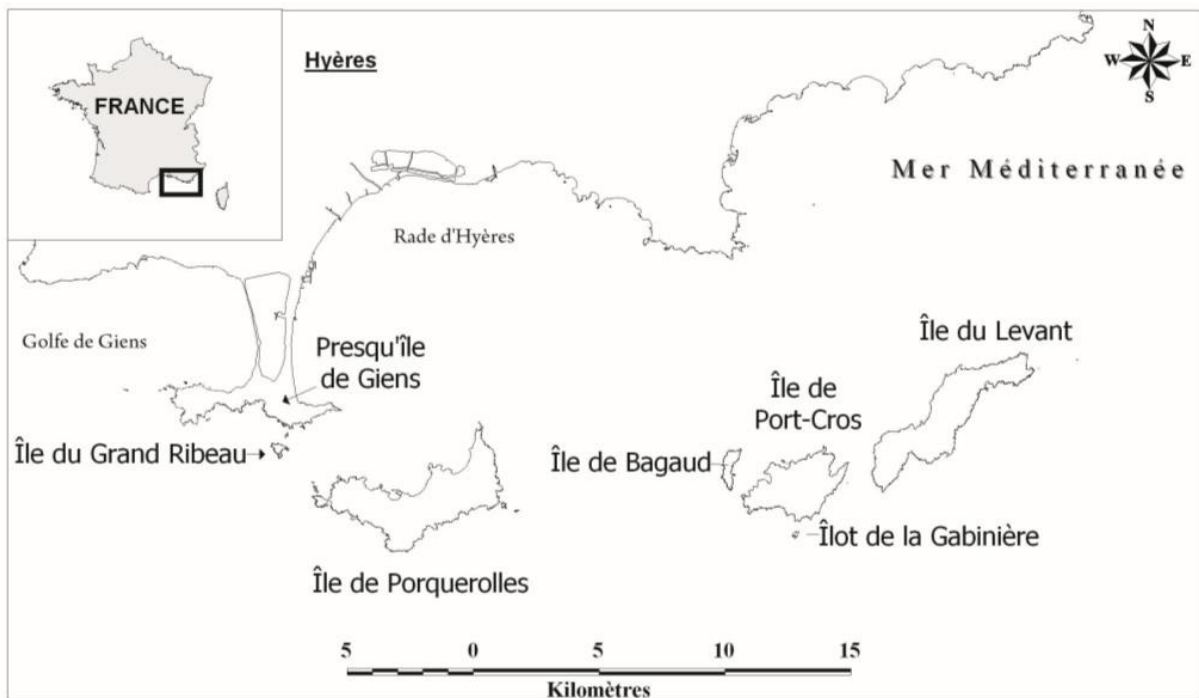 Hyères
FRANCE
N
W E
S
Mer Méditerranée
Rade d'Hyères
Golfe de Giens
Presqu'île
de Giens
Île du Levant
Île de
Port-Cros
Île du Grand Ribeau
Île de Bagaud
Îlot de la Gabinière
Île de Porquerolles
5 0 5 10 15
Kilomètres